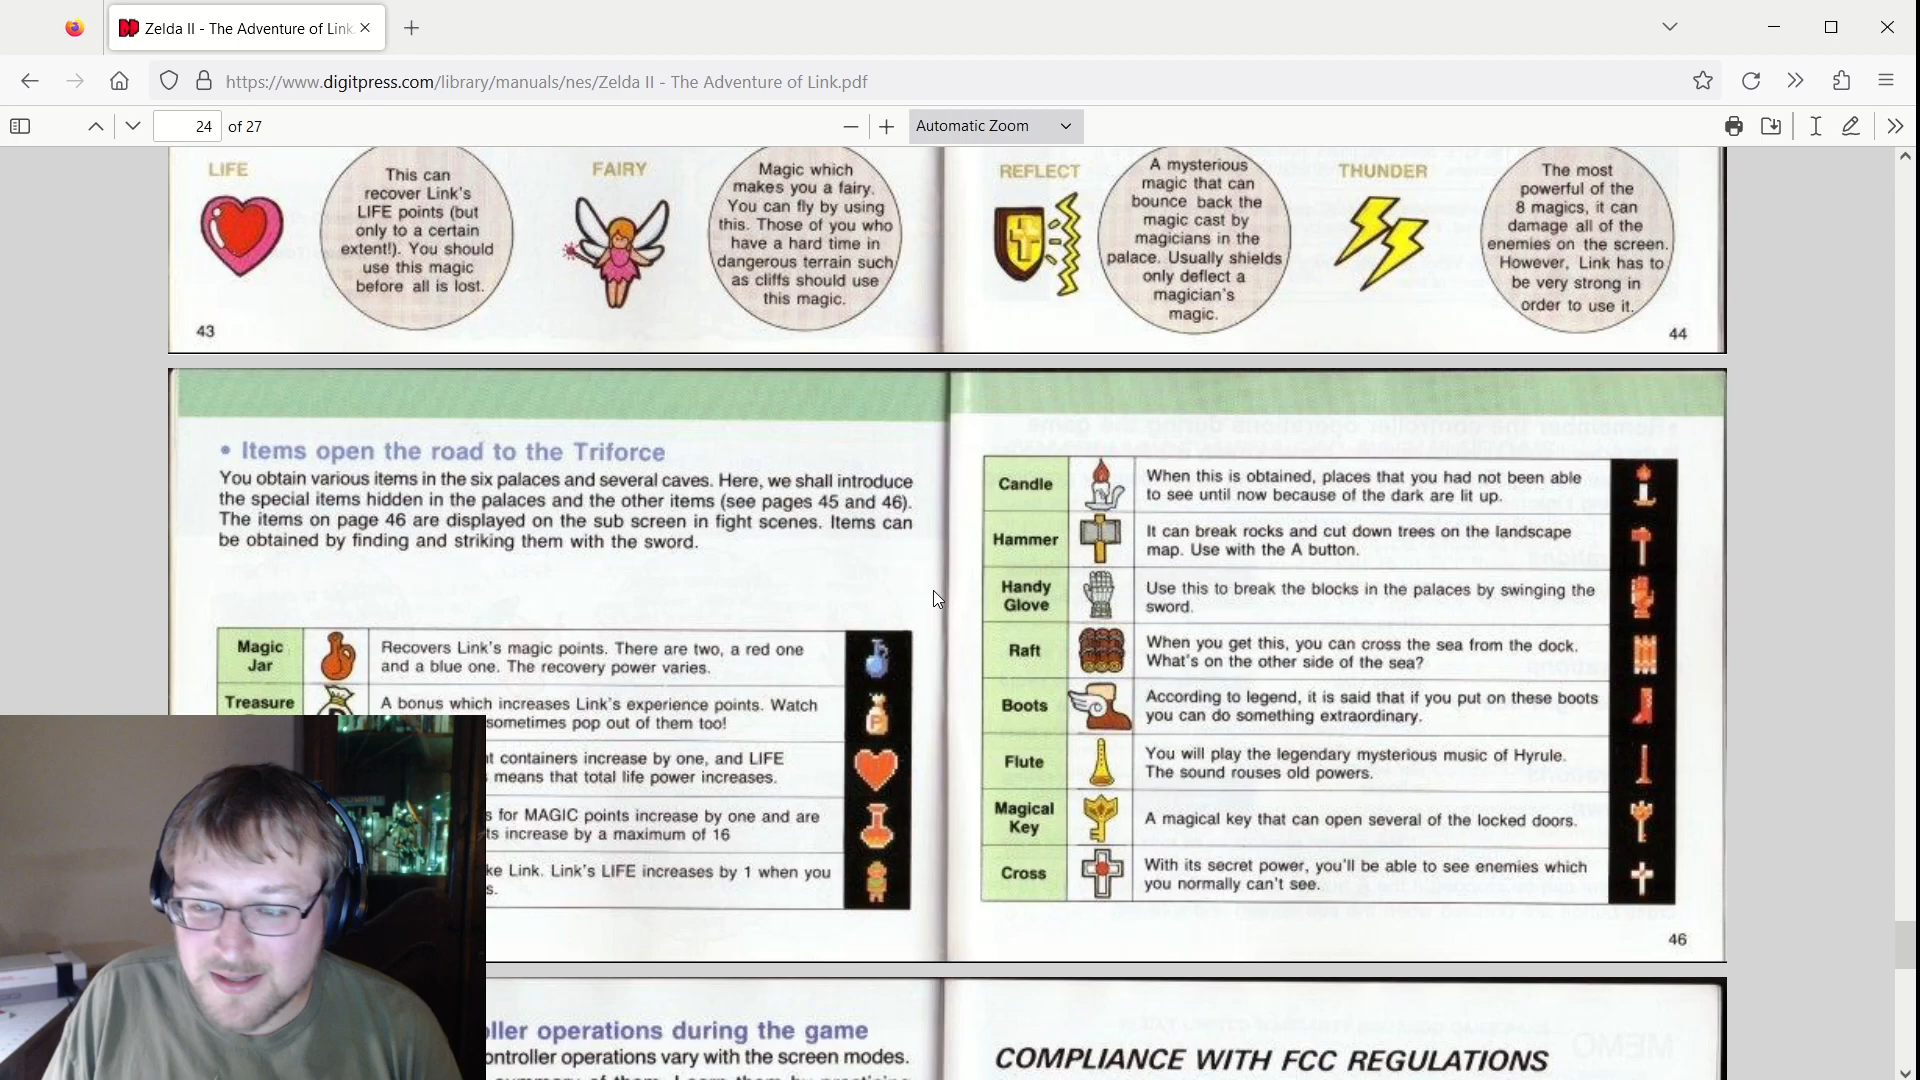 Zelda II - The Adventure of Link
https://www.digitpress.com/library/manuals/nes/Zelda II - The Adventure of Link.pdf
24 of 27
Automatic Zoom
LIFE
This can
recover Link's
LIFE points (but
only to a certain
extent!). You should
use this magic
before all is lost.
FAIRY
Magic which
makes you a fairy.
You can fly by using
this. Those of you who
have a hard time in
dangerous terrain such
as cliffs should use
this magic.
43
REFLECT
A mysterious
magic that can
bounce back the
magic cast by
magicians in the
palace. Usually shields
only deflect a
magician's
magic.
THUNDER
The most
powerful of the
8 magics, it can
damage all of the
enemies on the screen.
However, Link has to
be very strong in
order to use it.
44
• Items open the road to the Triforce
You obtain various items in the six palaces and several caves. Here, we shall introduce
the special items hidden in the palaces and the other items (see pages 45 and 46).
The items on page 46 are displayed on the sub screen in fight scenes. Items can
be obtained by finding and striking them with the sword.
Magic
Jar
Recovers Link's magic points. There are two, a red one
and a blue one. The recovery power varies.
Treasure
A bonus which increases Link's experience points. Watch
sometimes pop out of them too!
containers increase by one, and LIFE
means that total life power increases.
for MAGIC points increase by one and are
increase by a maximum of 16
Link. Link's LIFE increases by 1 when you
P
Candle
When this is obtained, places that you had not been able
to see until now because of the dark are lit up.
Hammer
It can break rocks and cut down trees on the landscape
map. Use with the A button.
Handy
Glove
Use this to break the blocks in the palaces by swinging the
sword.
Raft
When you get this, you can cross the sea from the dock.
What's on the other side of the sea?
Boots
According to legend, it is said that if you put on these boots
you can do something extraordinary.
Flute
You will play the legendary mysterious music of Hyrule.
The sound rouses old powers.
Magical
Key
A magical key that can open several of the locked doors.
Cross
With its secret power, you'll be able to see enemies which
you normally can't see.
46
ller operations during the game
ontroller operations vary with the screen modes.
COMPLIANCE WITH FCC REGULATIONS